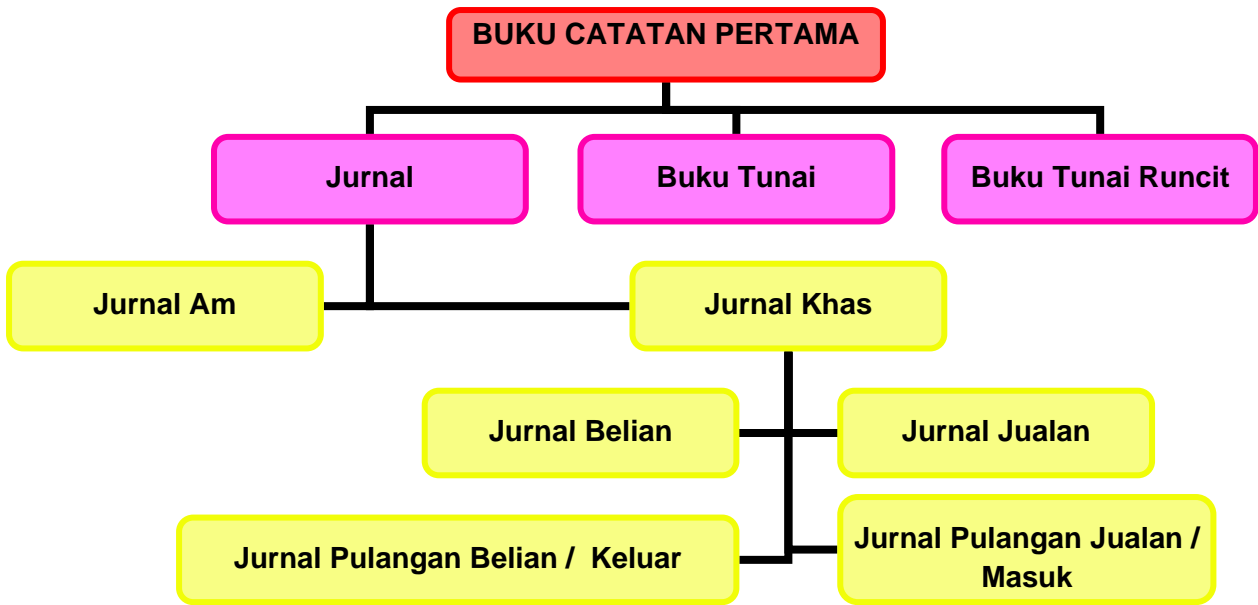 BUKU CATATAN PERTAMA
Jurnal
Buku Tunai
Buku Tunai Runcit
Jurnal Am
Jurnal Khas
Jurnal Belian
Jurnal Jualan
Jurnal Pulangan Belian /  Keluar
Jurnal Pulangan Jualan /
Masuk